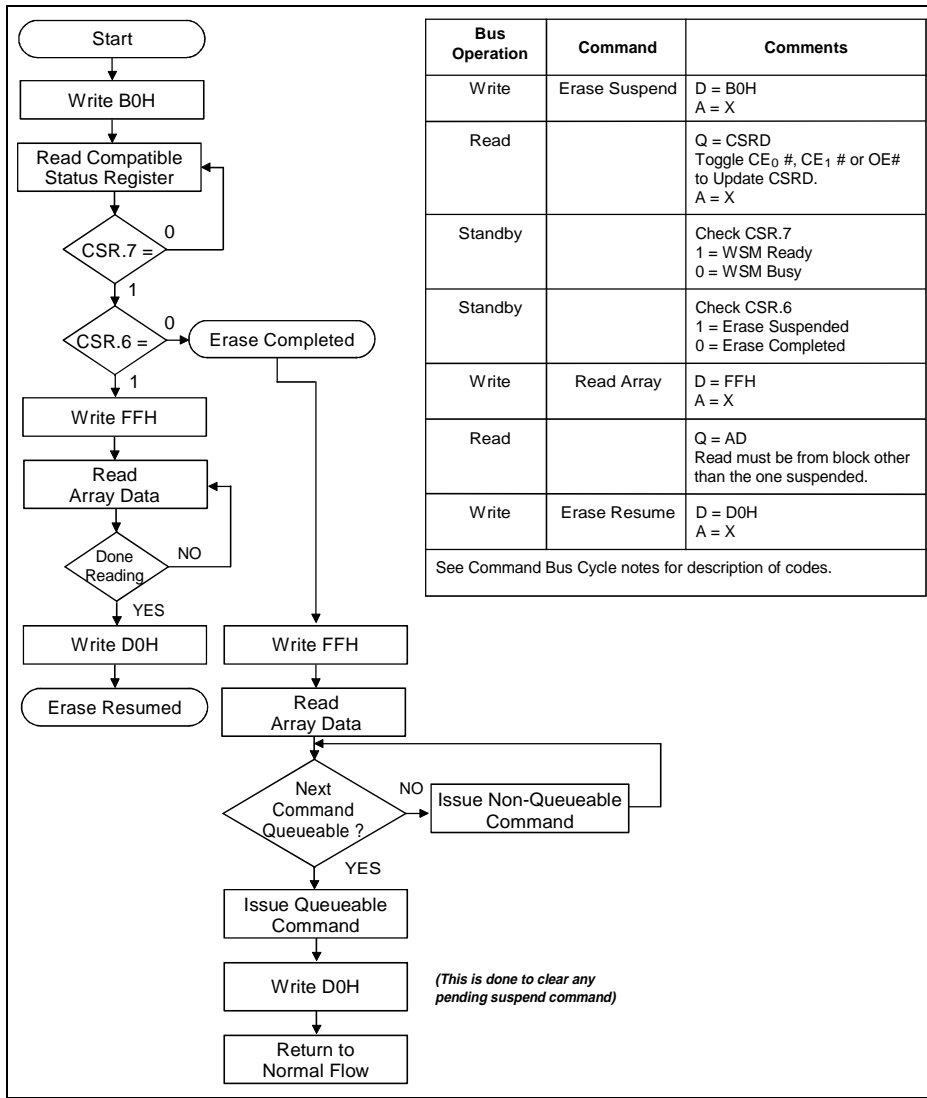 Start
Write B0H
Read Compatible
Status Register
0
CSR.7 =
1
0
CSR.6 =
Erase Completed
1
Write FFH
Read
Array Data
Done
Reading
NO
YES
Write D0H
Erase Resumed
Write FFH
Read
Array Data
Next
Command
Queueable ?
NO
Issue Non-Queueable
Command
YES
Issue Queueable
Command
Write D0H
(This is done to clear any
pending suspend command)
Return to
Normal Flow
Bus
Operation
Command
Comments
Write
Erase Suspend
D = B0H
A = X
Read
Q = CSRD
Toggle CE0 #, CE1 # or OE#
to Update CSRD.
A = X
Standby
Check CSR.7
1 = WSM Ready
0 = WSM Busy
Standby
Check CSR.6
1 = Erase Suspended
0 = Erase Completed
Write
Read Array
D = FFH
A = X
Read
Q = AD
Read must be from block other
than the one suspended.
Write
Erase Resume
D = D0H
A = X
See Command Bus Cycle notes for description of codes.